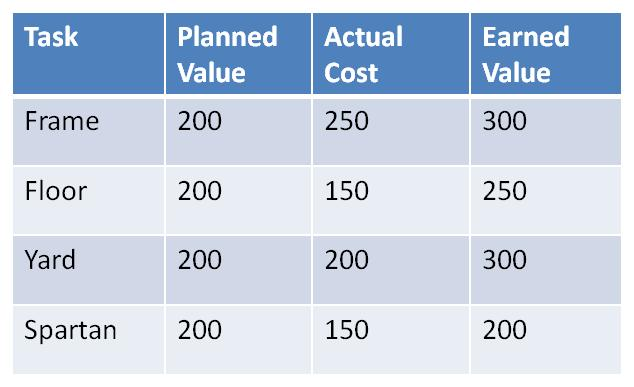 Task Planned Value Actual Cost Earned Value
Frame 200 250 300
Floor 200 150 250
Yard 200 200 300
Spartan 200 150 200